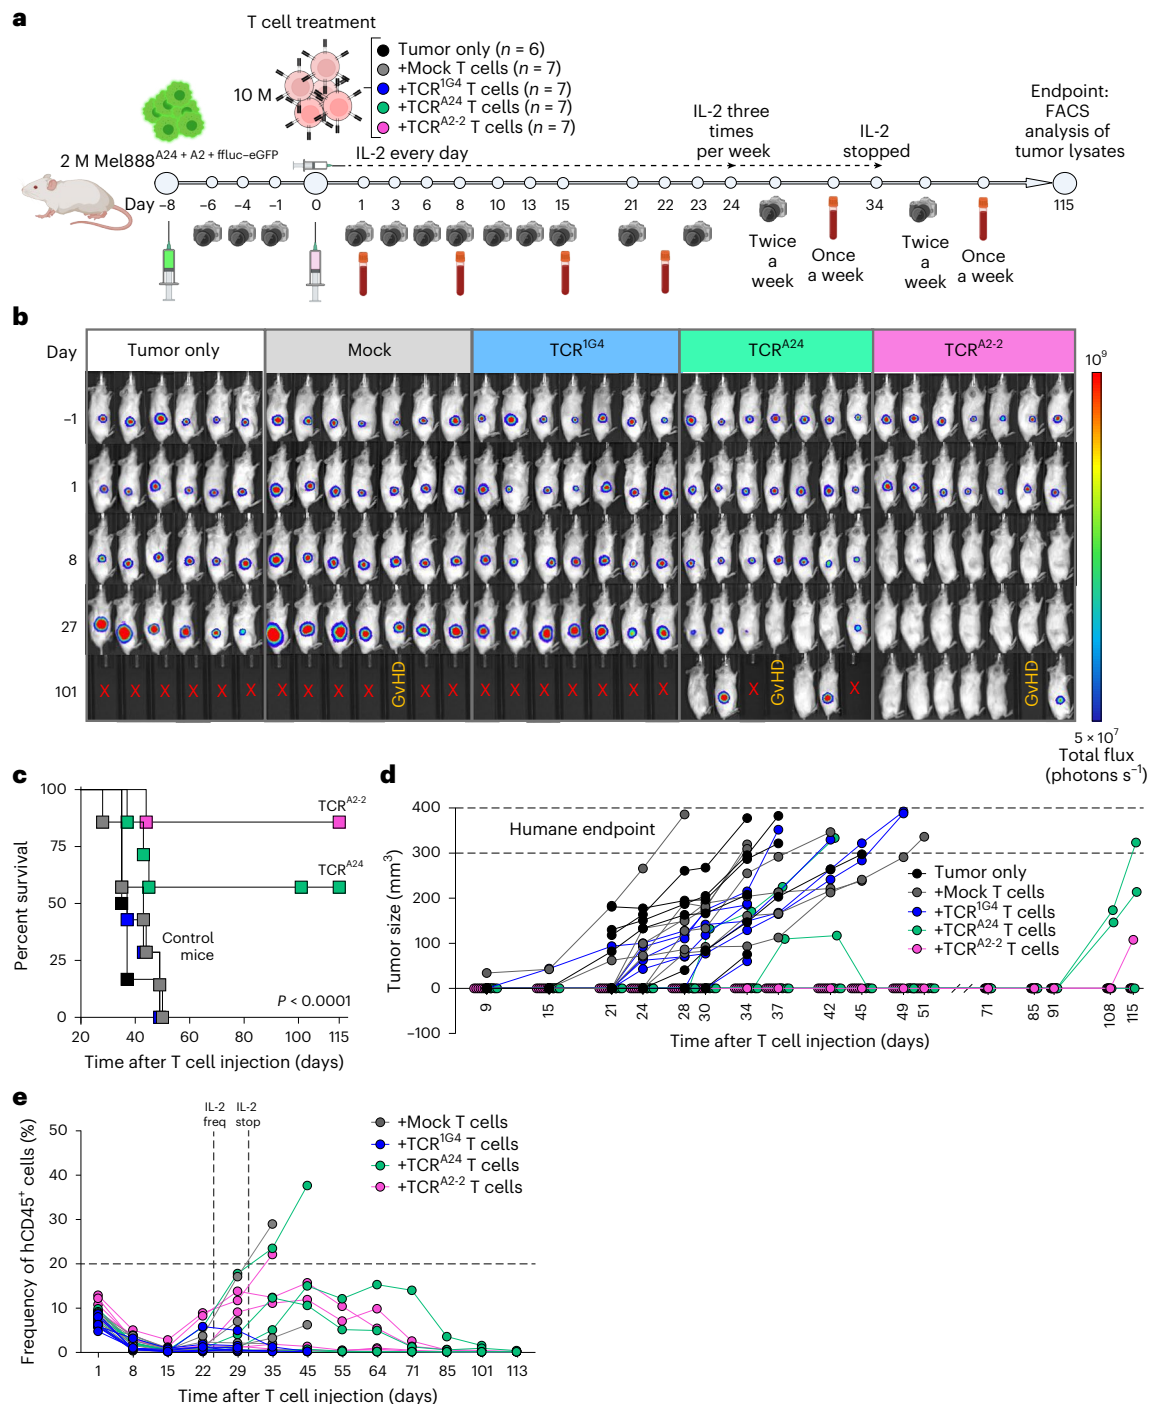 a
T cell treatment
10 M
Tumor only (n = 6)
+Mock T cells (n = 7)
+TCR1G4 T cells (n = 7)
+TCRA24 T cells (n = 7)
+TCRA2-2 T cells (n = 7)
2 M Mel888A24 + A2 + ffluc–eGFP
IL-2 every day
IL-2 three
times
per week
IL-2
stopped
Endpoint:
FACS
analysis of
tumor lysates
Day –8 –6 –4 –1 0 1 3 6 8 10 13 15 21 22 23 24 34 115
Twice
a
week
Once
a week
Twice
a
week
Once
a week
b
Day Tumor only Mock TCR1G4 TCRA24 TCRA2-2
–1
1
8
27
101
X X X X X X X X X X GvHD X X X X X X X X X X GvHD X GvHD
10⁹
5 × 10⁷
Total flux
(photons s⁻¹)
c
Percent survival
100
75
50
25
0
TCRA2-2
TCRA24
Control
mice
P < 0.0001
20 40 60 80 100 115
Time after T cell injection (days)
d
Tumor size (mm³)
400
300
200
100
0
–100
Humane endpoint
Tumor only
+Mock T cells
+TCR1G4 T cells
+TCRA24 T cells
+TCRA2-2 T cells
9 15 21 24 28 30 34 37 42 45 49 51 71 85 91 108 115
Time after T cell injection (days)
e
Frequency of hCD45⁺ cells (%)
IL-2
freq
IL-2
stop
50
40
30
20
10
0
+Mock T cells
+TCR1G4 T cells
+TCRA24 T cells
+TCRA2-2 T cells
1 8 15 22 29 35 45 55 64 71 85 101 113
Time after T cell injection (days)